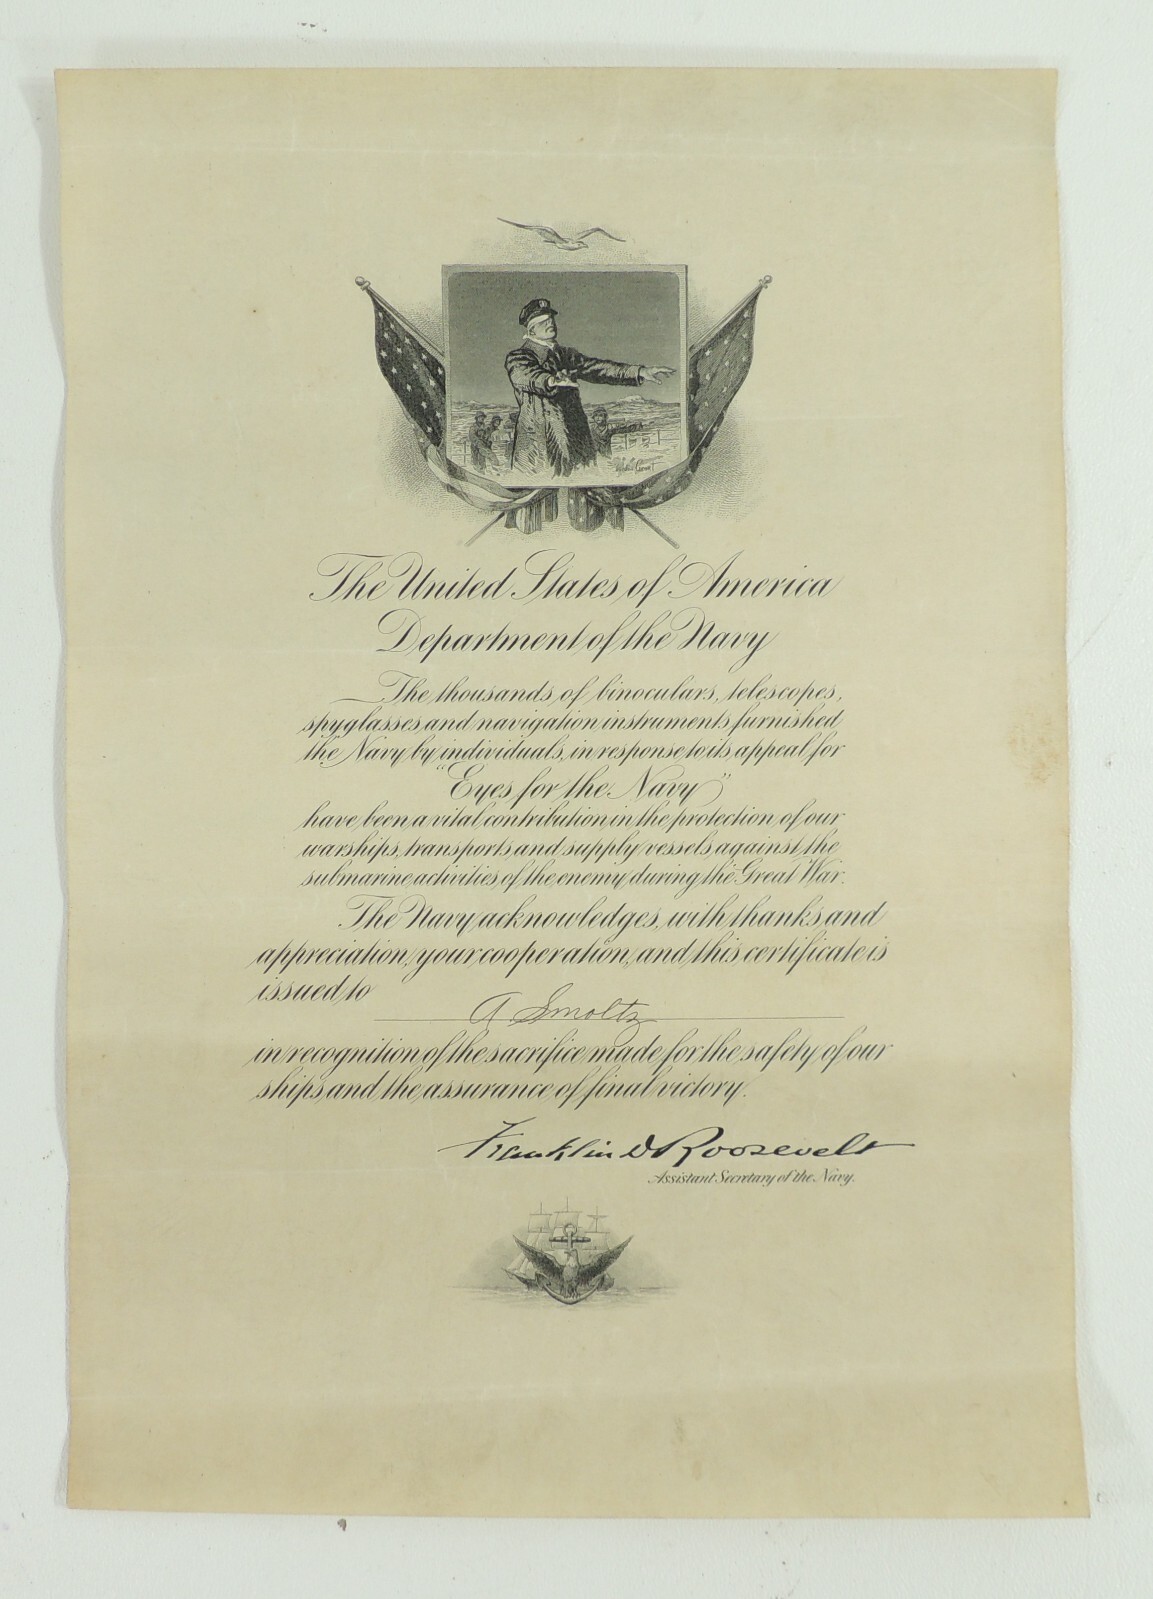 The United States of America
Department of the Navy
The thousands of binoculars, telescopes,
spyglasses and navigation instruments furnished
the Navy by individuals, in response to its appeal for
"Eyes for the Navy"
have been a vital contribution in the protection of our
warships, transports and supply vessels against the
submarine activities of the enemy during the Great War.
The Navy acknowledges, with thanks and
appreciation, your cooperation, and this certificate is
issued to
A Smoltz
in recognition of the sacrifice made for the safety of our
ships and the assurance of final victory.
Franklin D Roosevelt
Assistant Secretary of the Navy.